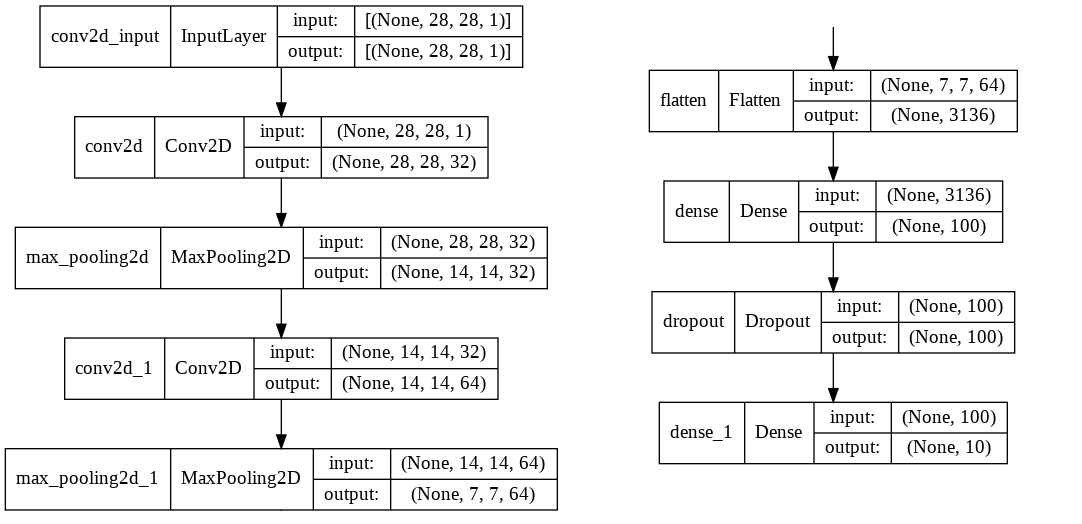 conv2d_input InputLayer input: [(None, 28, 28, 1)]
output: [(None, 28, 28, 1)]
conv2d Conv2D input: (None, 28, 28, 1)
output: (None, 28, 28, 32)
max_pooling2d MaxPooling2D input: (None, 28, 28, 32)
output: (None, 14, 14, 32)
conv2d_1 Conv2D input: (None, 14, 14, 32)
output: (None, 14, 14, 64)
max_pooling2d_1 MaxPooling2D input: (None, 14, 14, 64)
output: (None, 7, 7, 64)
flatten Flatten input: (None, 7, 7, 64)
output: (None, 3136)
dense Dense input: (None, 3136)
output: (None, 100)
dropout Dropout input: (None, 100)
output: (None, 100)
dense_1 Dense input: (None, 100)
output: (None, 10)